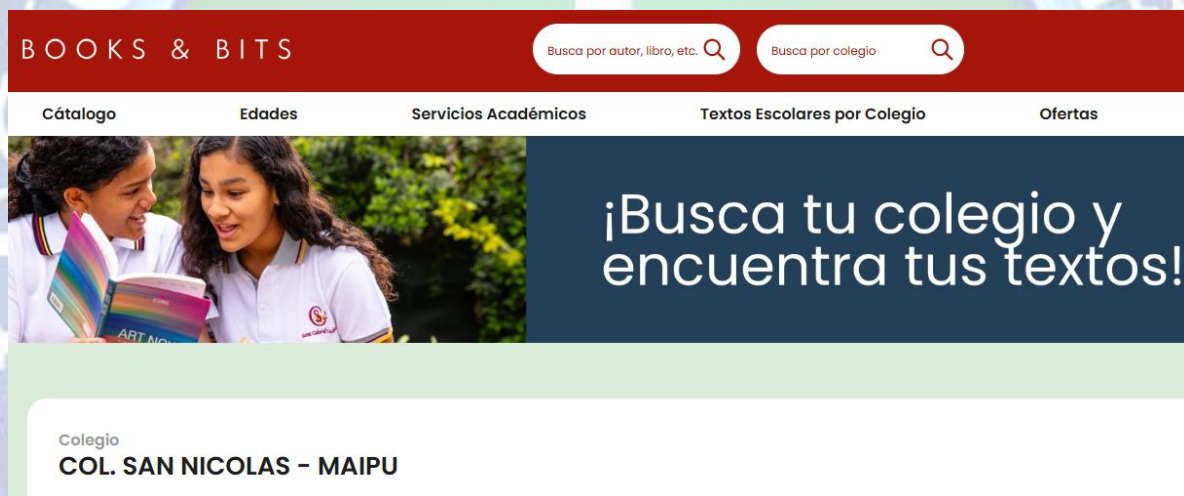 BOOKS & BITS
Busca por autor, libro, etc.
Busca por colegio
Cátalogo
Edades
Servicios Académicos
Textos Escolares por Colegio
Ofertas
¡Busca tu colegio y
encuentra tus textos!
Colegio
COL. SAN NICOLAS - MAIPU